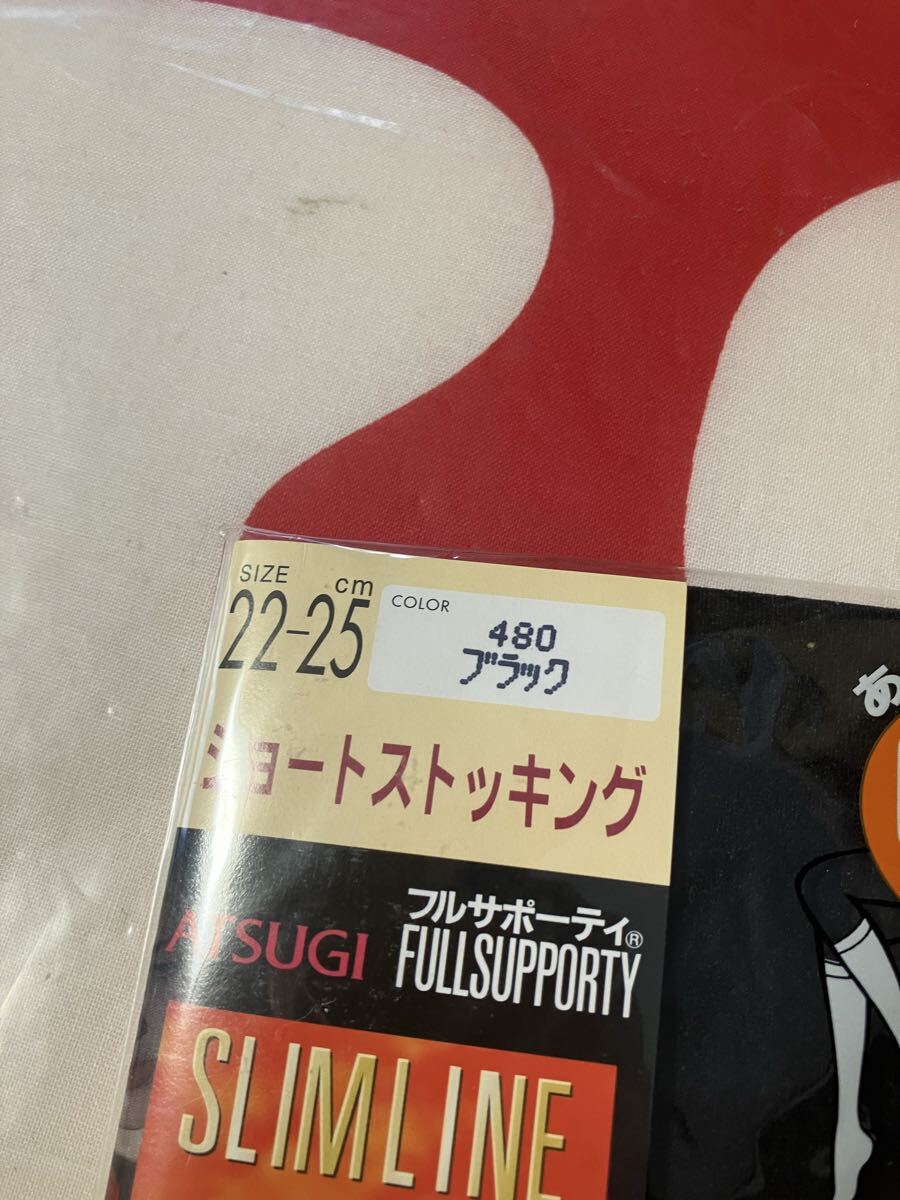 SIZE
22-25 cm
COLOR
480
ブラック
ショートストッキング
ATSUGI
フルサポーティ®
FULLSUPPORTY
SLIMLINE
あ